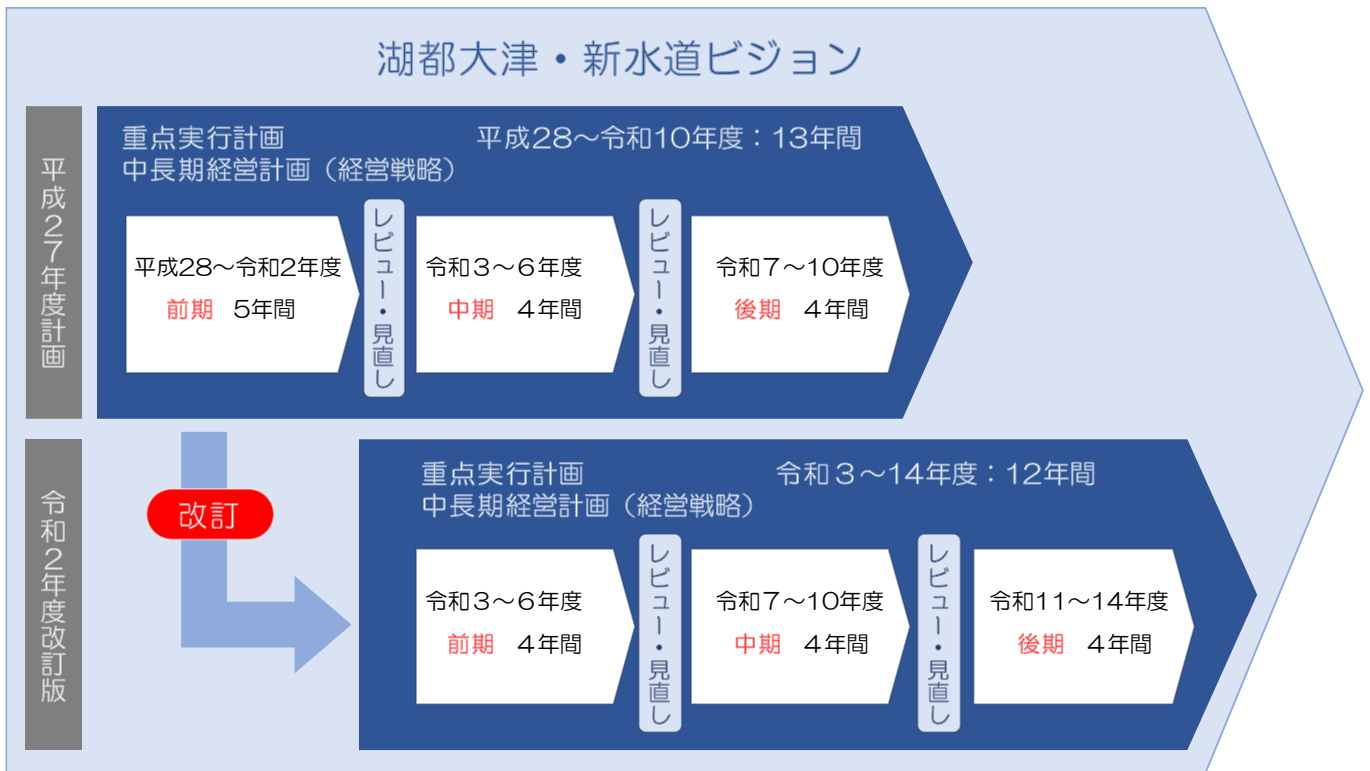 湖都大津・新水道ビジョン
平成27年度計画
重点実行計画 平成28～令和10年度：13年間
中長期経営計画（経営戦略）
平成28～令和2年度
前期 5年間
レビュー・見直し
令和3～6年度
中期 4年間
レビュー・見直し
令和7～10年度
後期 4年間
改訂
令和2年度改訂版
重点実行計画 令和3～14年度：12年間
中長期経営計画（経営戦略）
令和3～6年度
前期 4年間
レビュー・見直し
令和7～10年度
中期 4年間
レビュー・見直し
令和11～14年度
後期 4年間